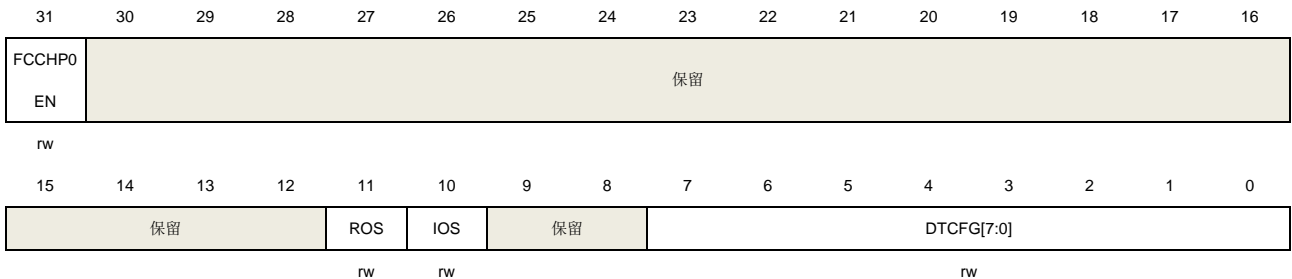 31 30 29 28 27 26 25 24 23 22 21 20 19 18 17 16
FCCHP0
EN
保留
rw
15 14 13 12 11 10 9 8 7 6 5 4 3 2 1 0
保留 ROS IOS 保留 DTCFG[7:0]
rw rw rw